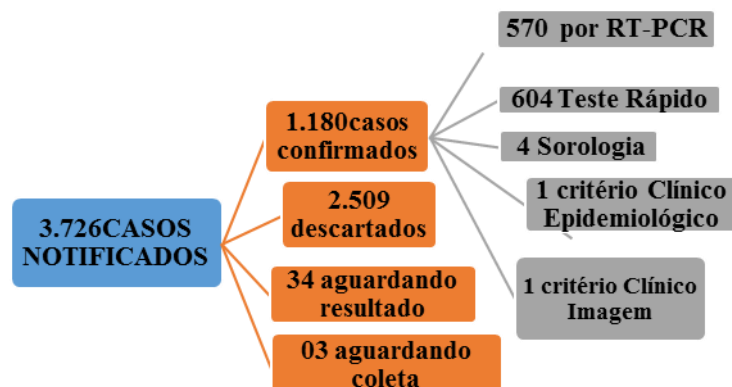 3.726CASOS
NOTIFICADOS
1.180casos
confirmados
2.509
descartados
34 aguardando
resultado
03 aguardando
coleta
570 por RT-PCR
604 Teste Rápido
4 Sorologia
1 critério Clínico
Epidemiológico
1 critério Clínico
Imagem